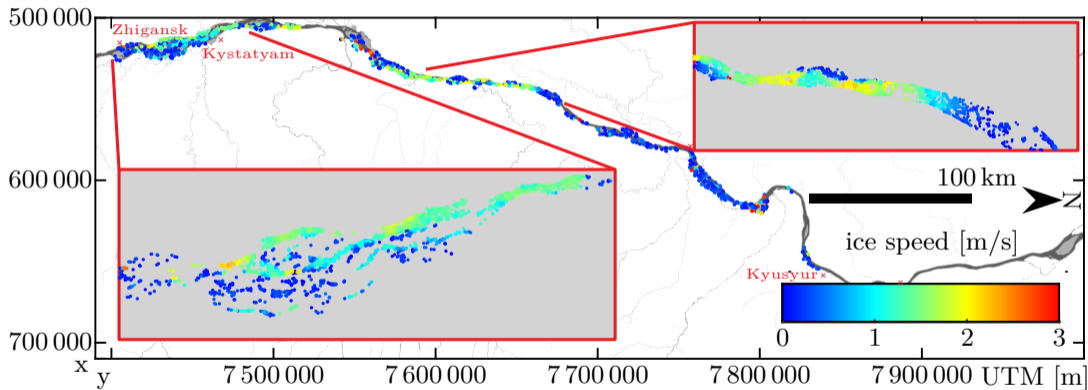 500 000
Zhigansk
Kystatyam
600 000
100 km
N
ice speed [m/s]
Kyusyur
0 1 2 3
700 000
x
y 7 500 000 7 600 000 7 700 000 7 800 000 7 900 000 UTM [m